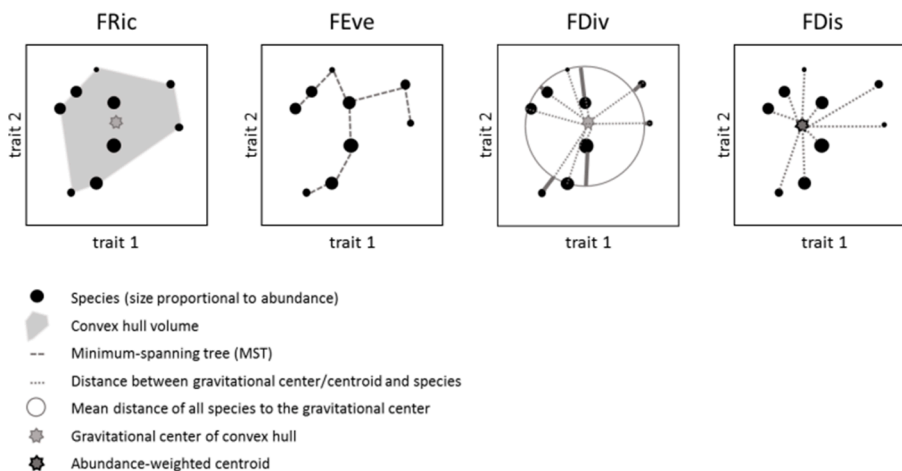 FRic FEve FDiv FDis
trait 2 trait 2 trait 2 trait 2
trait 1 trait 1 trait 1 trait 1
Species (size proportional to abundance)
Convex hull volume
Minimum-spanning tree (MST)
Distance between gravitational center/centroid and species
Mean distance of all species to the gravitational center
Gravitational center of convex hull
Abundance-weighted centroid